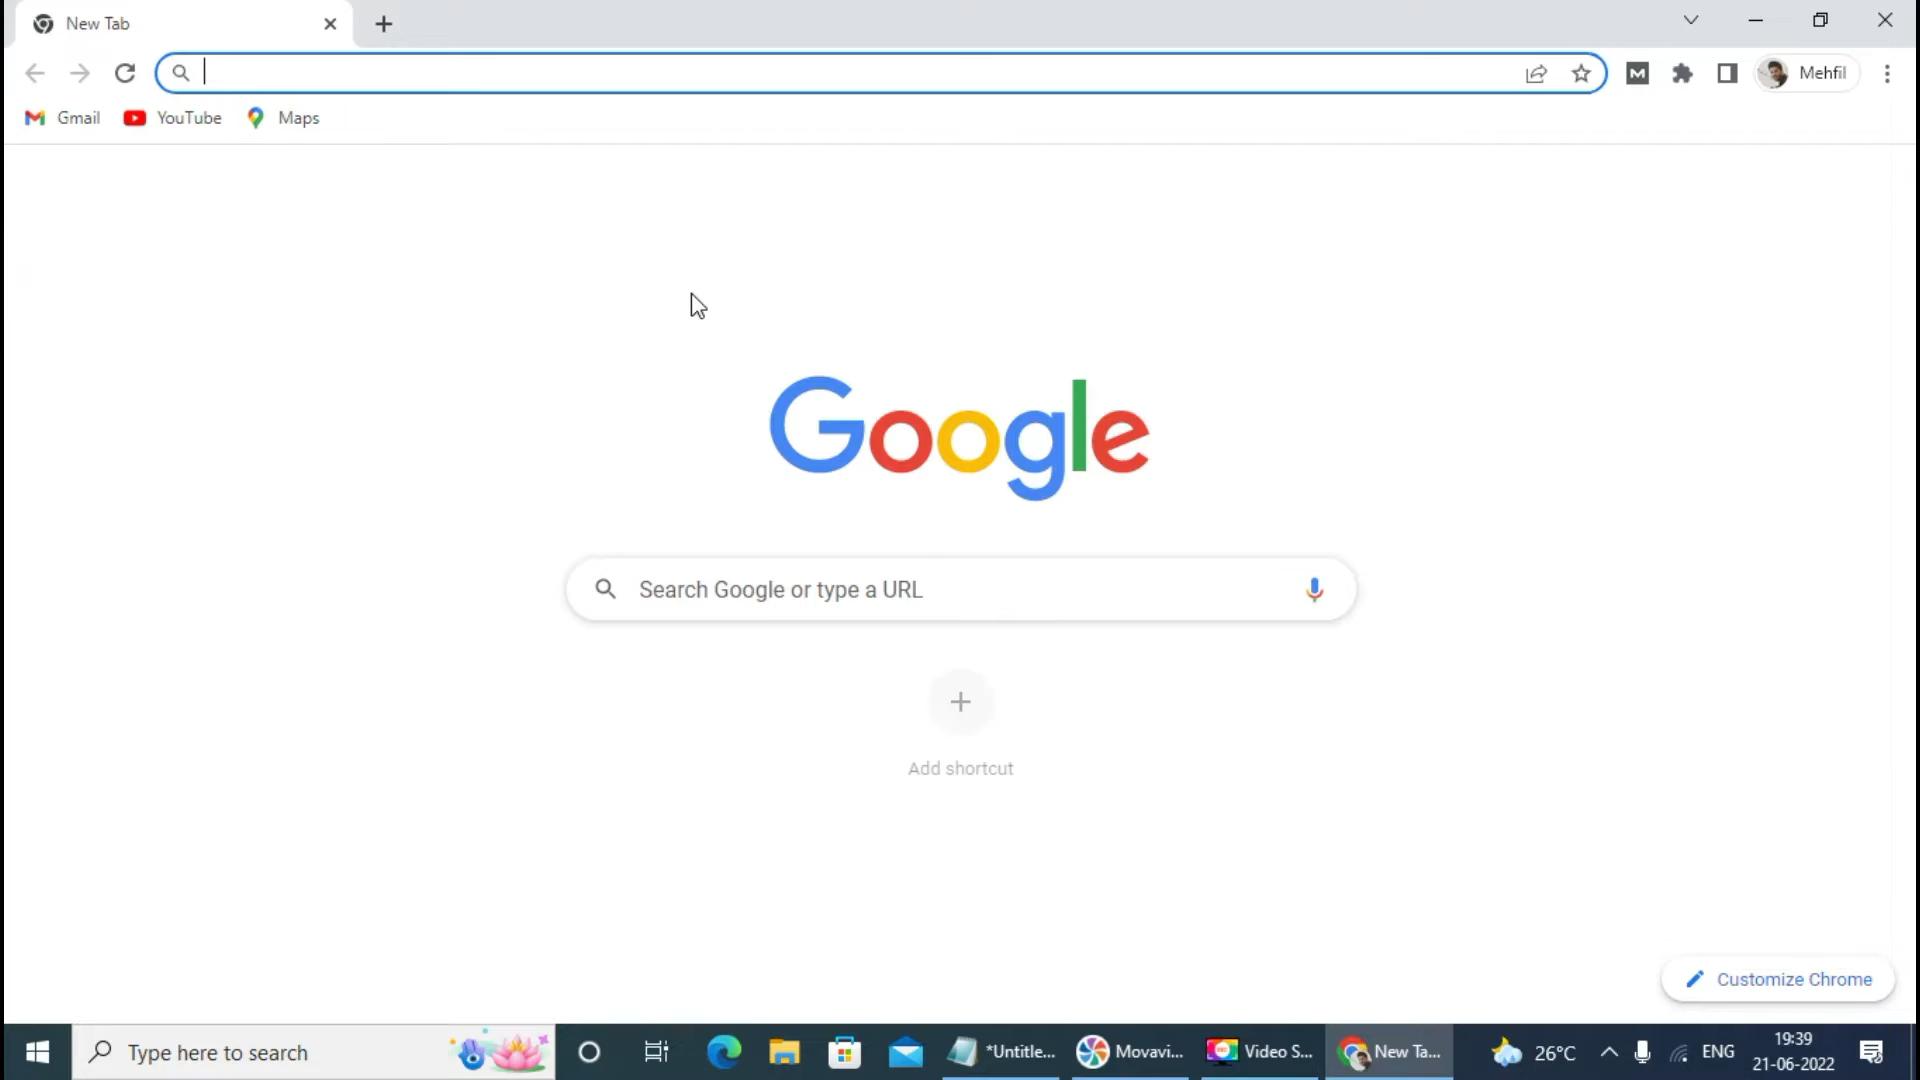 New Tab
Mehfil
Gmail
YouTube
Maps
Google
Search Google or type a URL
Add shortcut
Customize Chrome
Type here to search
*Untitle...
Movavi...
Video S...
New Ta...
26°C
ENG
19:39
21-06-2022